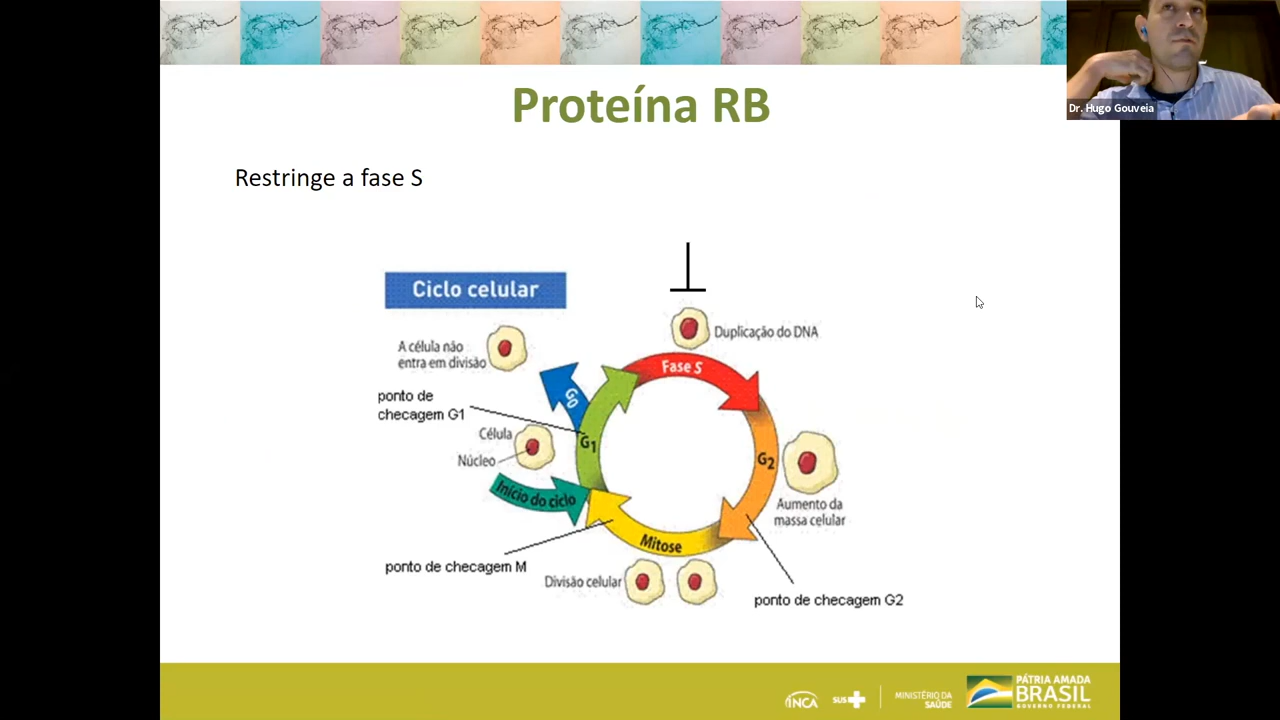 Dr. Hugo Gouveia
Proteína RB
Restringe a fase S
Ciclo celular
Duplicação do DNA
A célula não
entra em divisão
Fase S
G0
ponto de
checagem G1
Célula
G1
Núcleo
G2
Início do ciclo
Aumento da
massa celular
Mitose
ponto de checagem M
Divisão celular
ponto de checagem G2
INCA
SUS
MINISTÉRIO DA
SAÚDE
PÁTRIA AMADA
BRASIL
GOVERNO FEDERAL